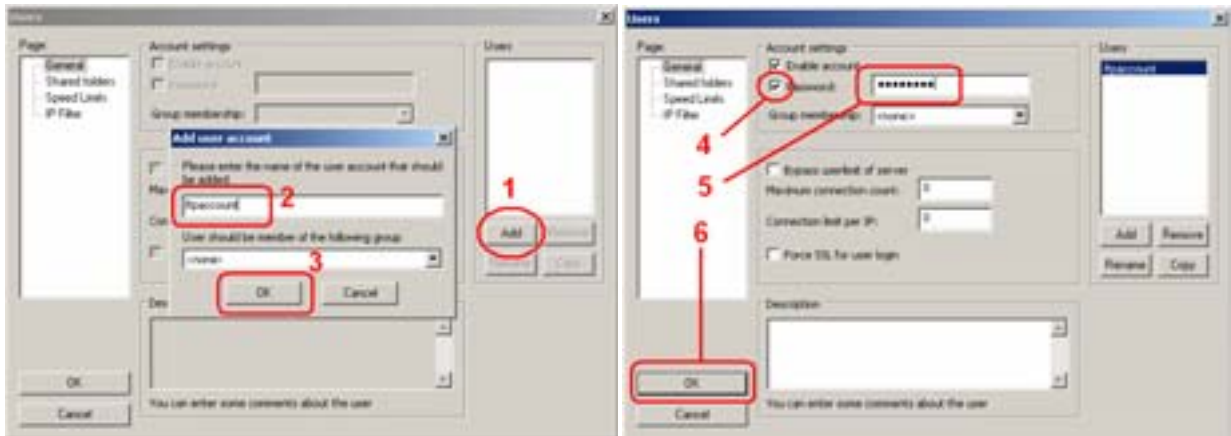 Users
Page:
General
Shared folders
Speed Limits
IP Filter
Account settings
Enable account
Password:
Group membership:
Users
Add user account
Please enter the name of the user account that should
be added:
ftpaccount
2
User should be member of the following group:
<none>
3
OK
Cancel
1
Add
Remove
Rename
Copy
You can enter some comments about the user
OK
Cancel
Users
Page:
General
Shared folders
Speed Limits
IP Filter
Account settings
Enable account
Password:
Group membership:
<none>
4
5
Bypass userlimit of server
Maximum connection count:
0
Connection limit per IP:
0
Force SSL for user login
Users
ftpaccount
Add
Remove
Rename
Copy
6
Description
You can enter some comments about the user
OK
Cancel